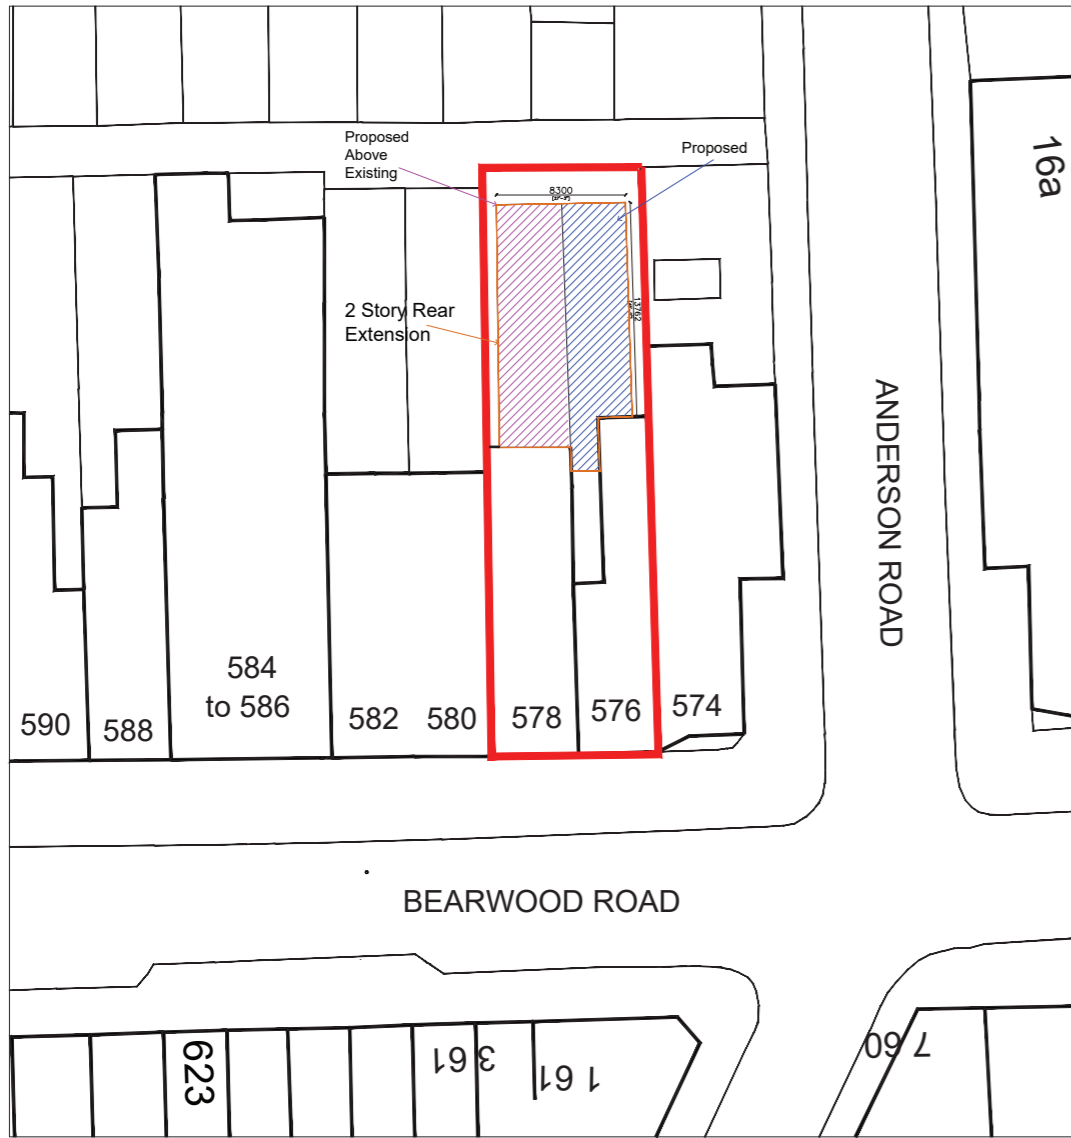 Proposed
Above
Existing
Proposed
16a
8300
13762
2 Story Rear
Extension
ANDERSON ROAD
584
to 586
590
588
582
580
578
576
574
BEARWOOD ROAD
623
3 61
1 61
7 60